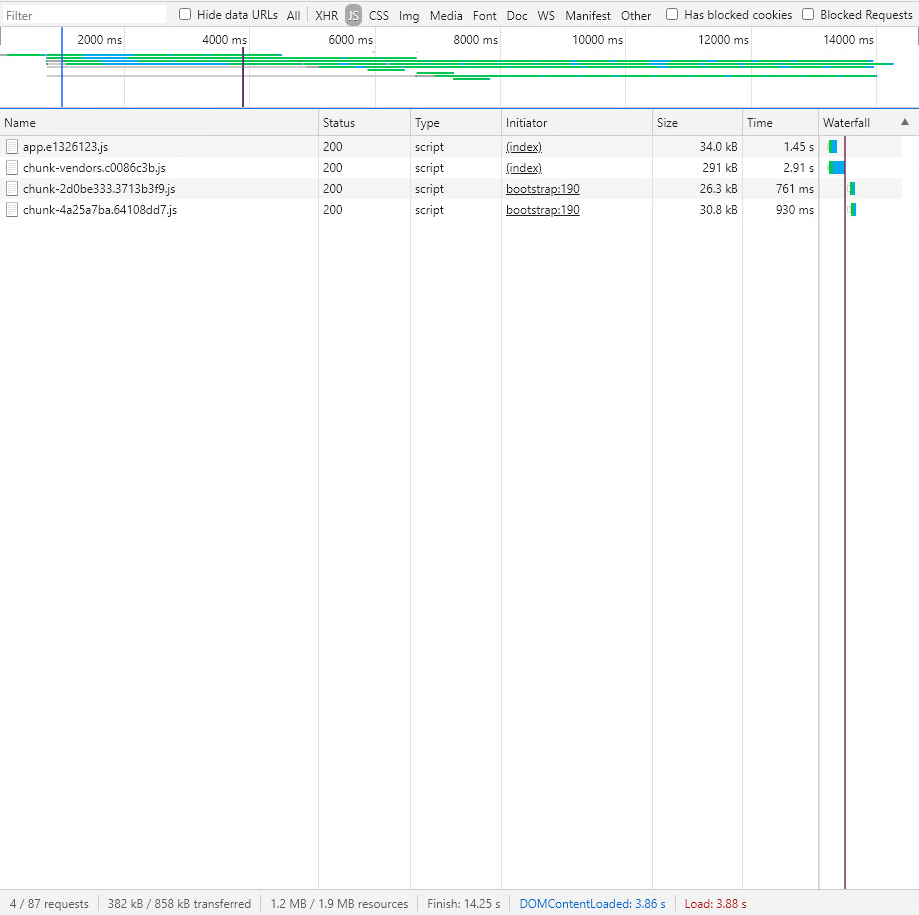 Filter Hide data URLs All XHR JS CSS Img Media Font Doc WS Manifest Other Has blocked cookies Blocked Requests
2000 ms 4000 ms 6000 ms 8000 ms 10000 ms 12000 ms 14000 ms
Name Status Type Initiator Size Time Waterfall
app.e1326123.js 200 script (index) 34.0 kB 1.45 s
chunk-vendors.c0086c3b.js 200 script (index) 291 kB 2.91 s
chunk-2d0be333.3713b3f9.js 200 script bootstrap:190 26.3 kB 761 ms
chunk-4a25a7ba.64108dd7.js 200 script bootstrap:190 30.8 kB 930 ms
4 / 87 requests 382 kB / 858 kB transferred 1.2 MB / 1.9 MB resources Finish: 14.25 s DOMContentLoaded: 3.86 s Load: 3.88 s